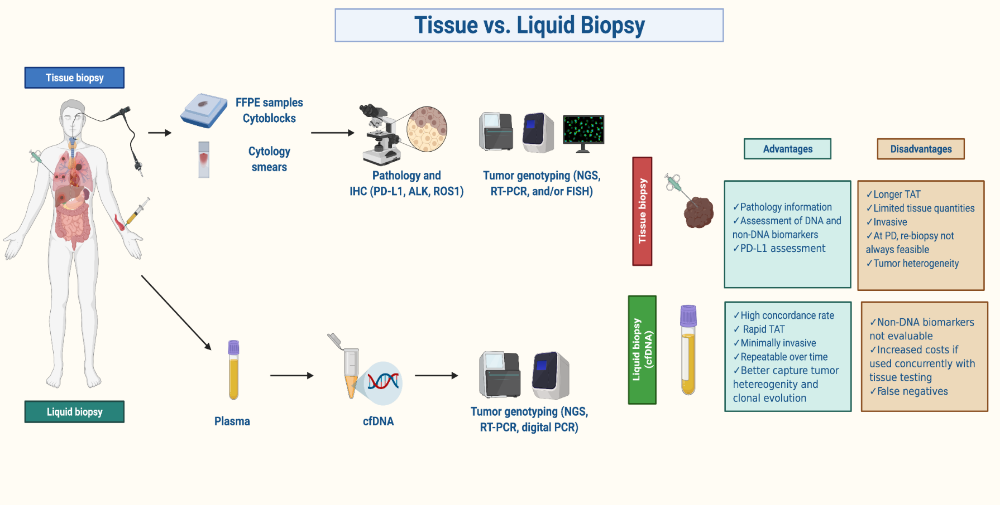 Tissue vs. Liquid Biopsy
Tissue biopsy
FFPE samples
Cytoblocks
Cytology
smears
Pathology and
IHC (PD-L1, ALK, ROS1)
Tumor genotyping (NGS,
RT-PCR, and/or FISH)
Liquid biopsy
Plasma
cfDNA
Tumor genotyping (NGS,
RT-PCR, digital PCR)
Advantages
Disadvantages
Tissue biopsy
✓Pathology information
✓Assessment of DNA and
non-DNA biomarkers
✓PD-L1 assessment
✓Longer TAT
✓Limited tissue quantities
✓Invasive
✓At PD, re-biopsy not
always feasible
✓Tumor heterogeneity
Liquid biopsy
(cfDNA)
✓High concordance rate
✓ Rapid TAT
✓Minimally invasive
✓Repeatable over time
✓Better capture tumor
hetereogenity and
clonal evolution
✓Non-DNA biomarkers
not evaluable
✓Increased costs if
used concurrently with
tissue testing
✓False negatives